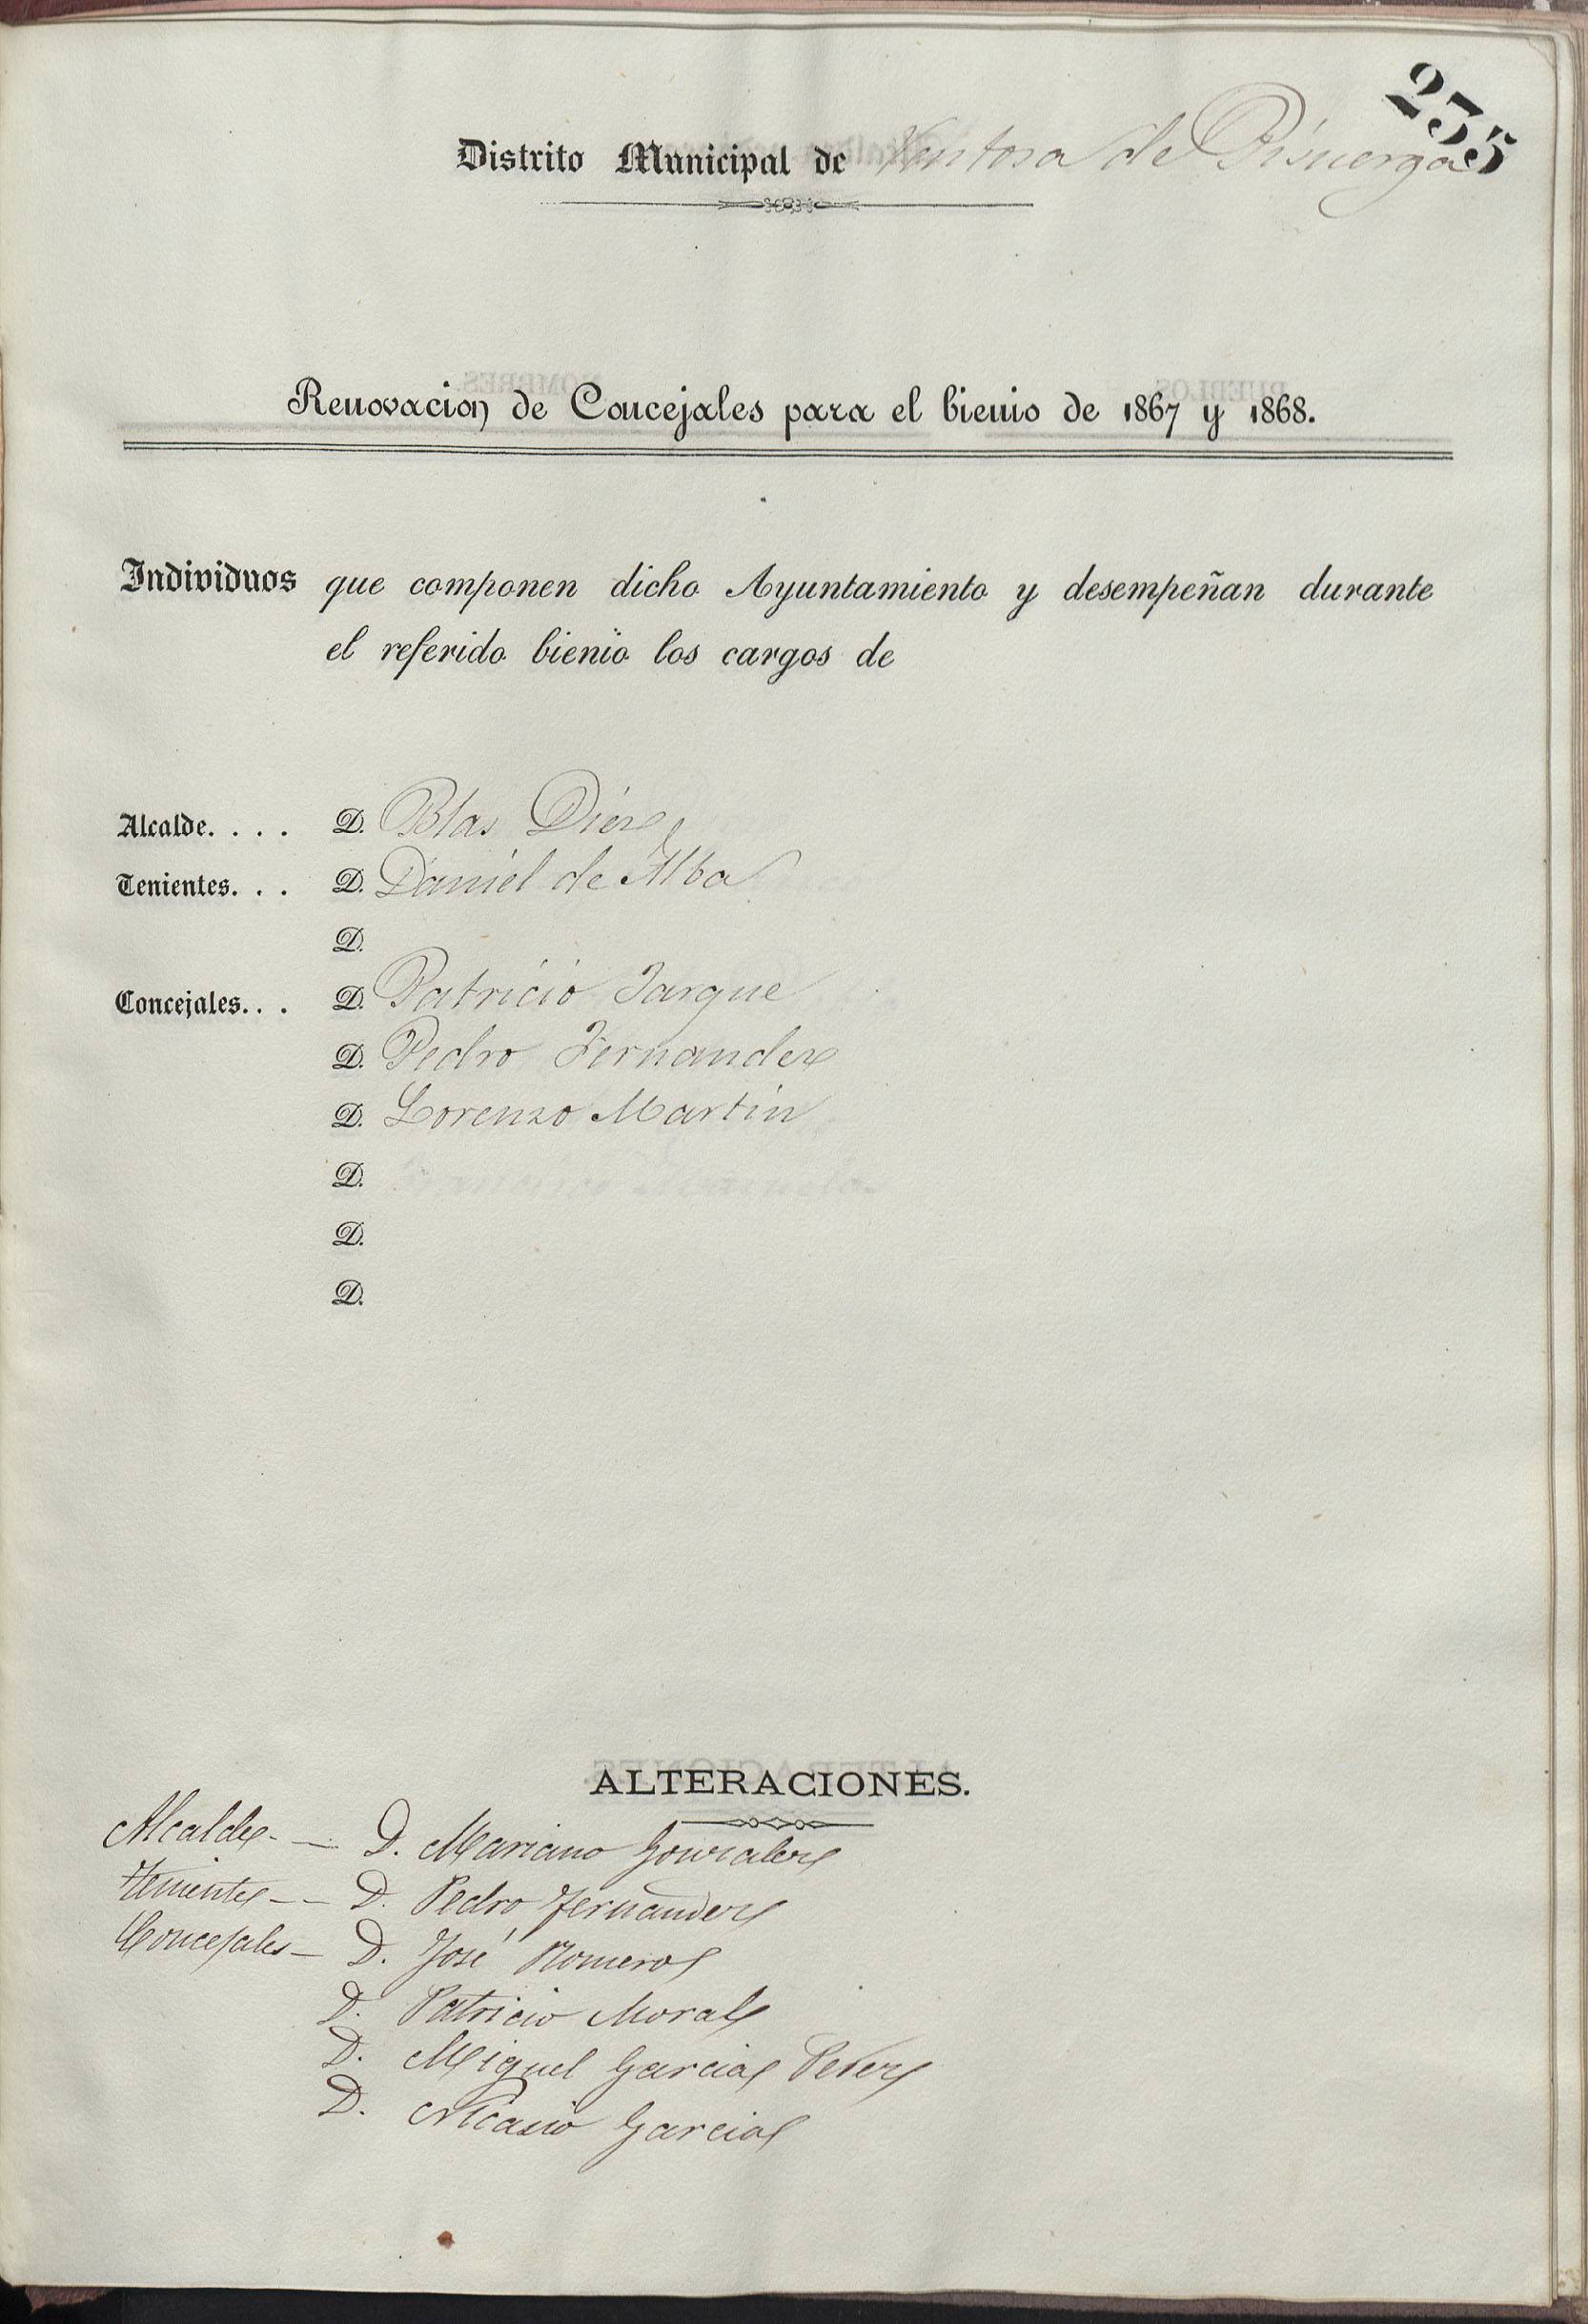 235
Distrito Municipal de Ventosa de Pisuerga
Renovacion de Concejales para el bienio de 1867 y 1868.
Individuos que componen dicho Ayuntamiento y desempeñan durante
el referido bienio los cargos de
Alcalde. . . . D. Blas Diez
Tenientes. . . D. Daniel de Alba
D.
Concejales. . . D. Patricio Jarque
D. Pedro Fernandez
D. Lorenzo Martin
D.
D.
D.
ALTERACIONES.
Alcalde - — D. Mariano Gonzalez
Teniente - - D. Pedro Fernandez
Concejales - D. José Romero
D. Patricio Moral
D. Miguel Garcia Perez
D. Nicasio Garcia